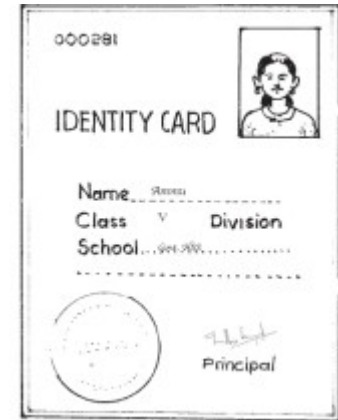 000281
IDENTITY CARD
Name
Class V Division
School
Principal